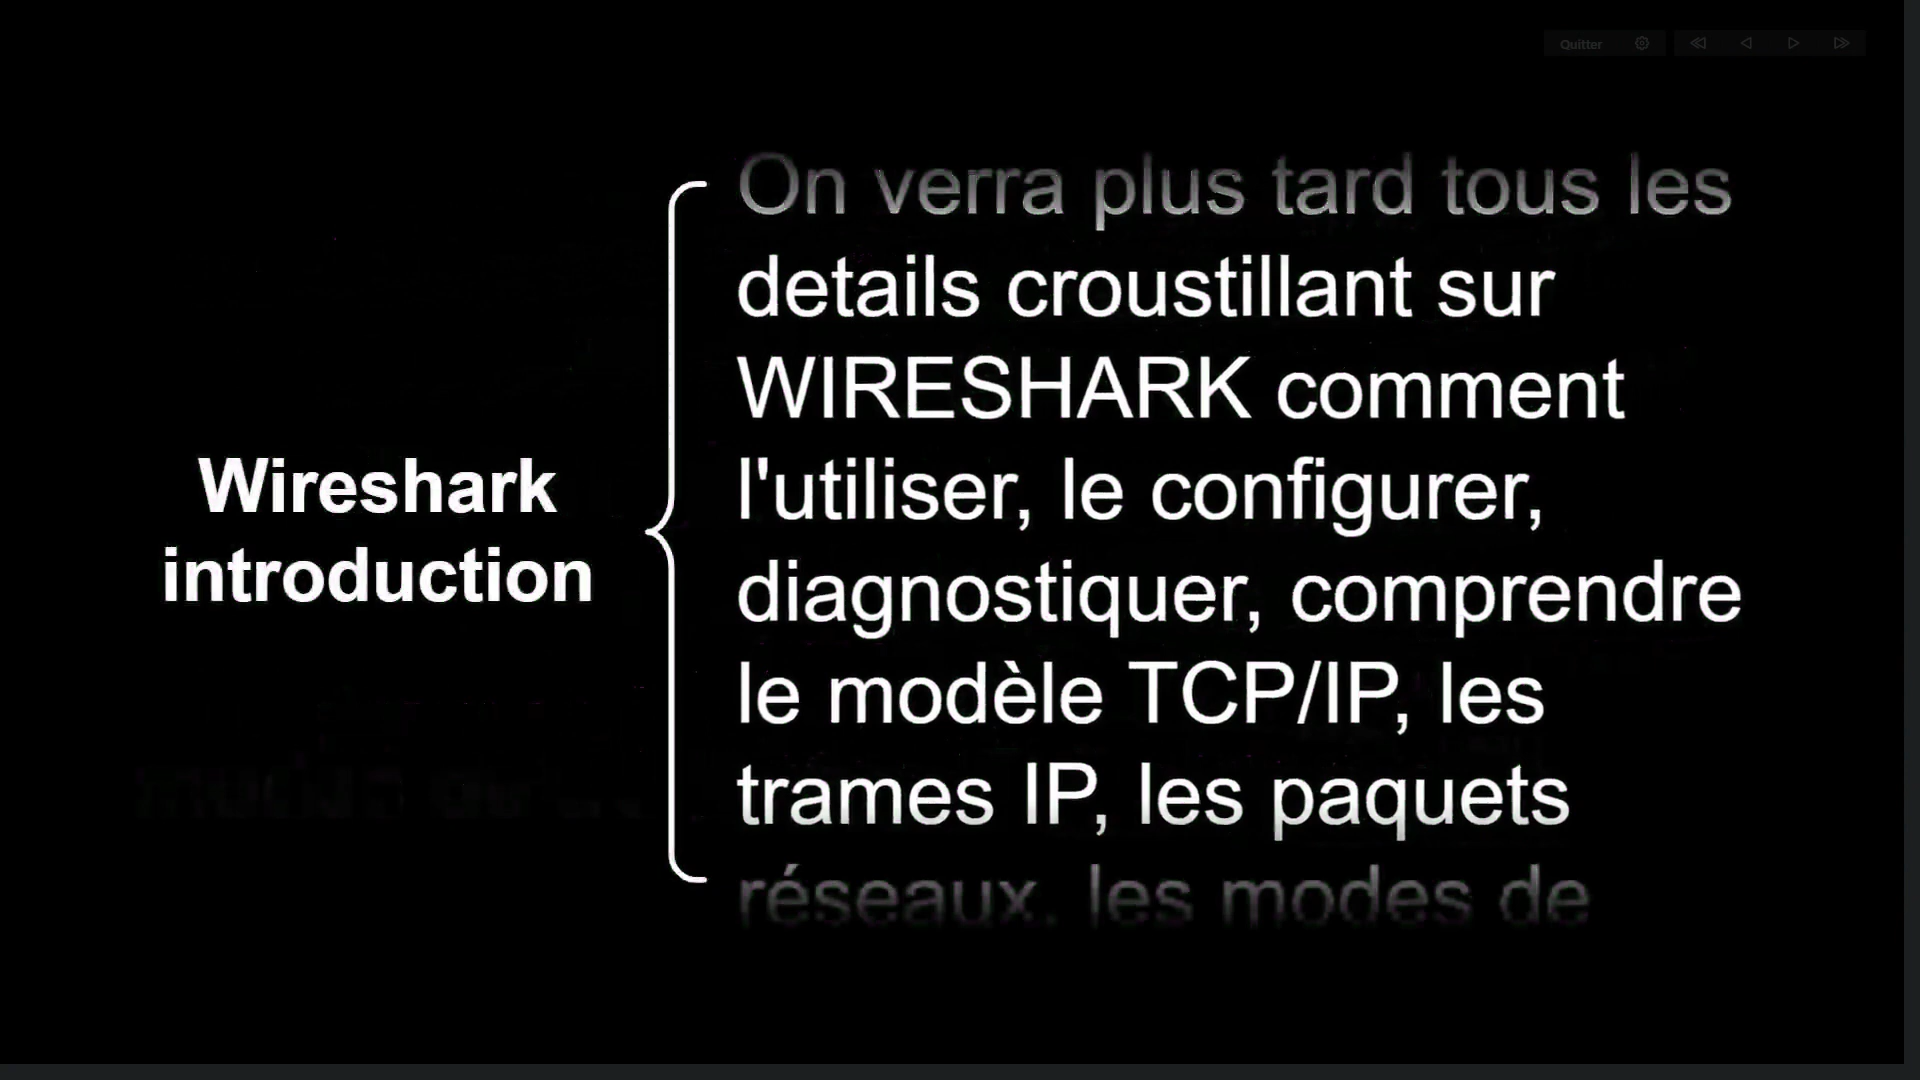 Quitter
Wireshark
introduction
On verra plus tard tous les
details croustillant sur
WIRESHARK comment
l'utiliser, le configurer,
diagnostiquer, comprendre
le modèle TCP/IP, les
trames IP, les paquets
réseaux, les modes de